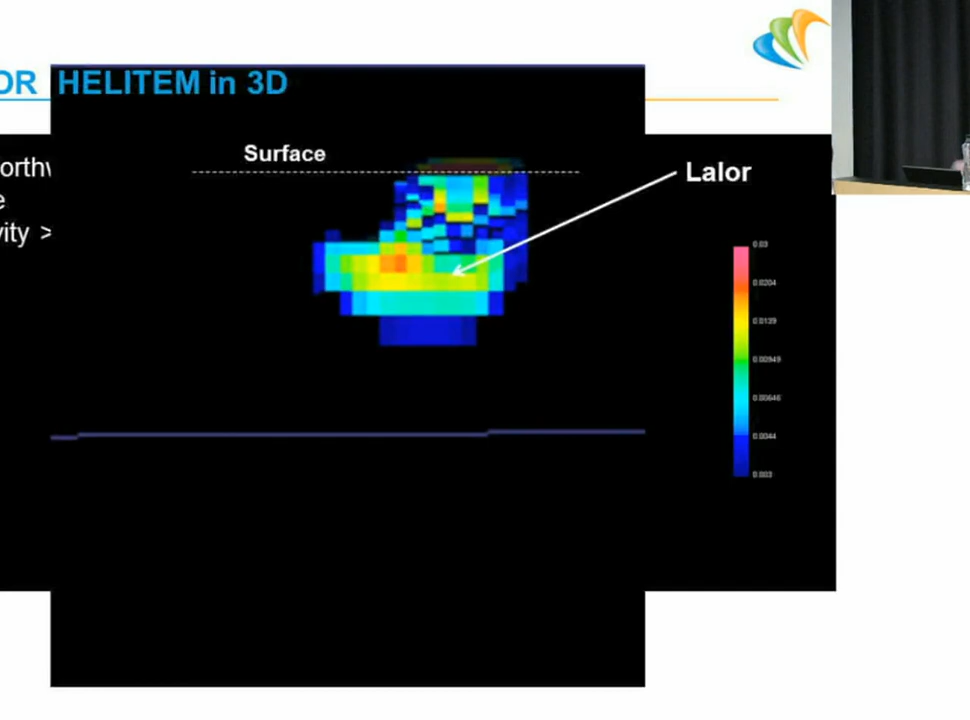 OR HELITEM in 3D
Surface
Lalor
orthw
e
vity >
0.03
0.0204
0.0139
0.00949
0.00646
0.0044
0.003